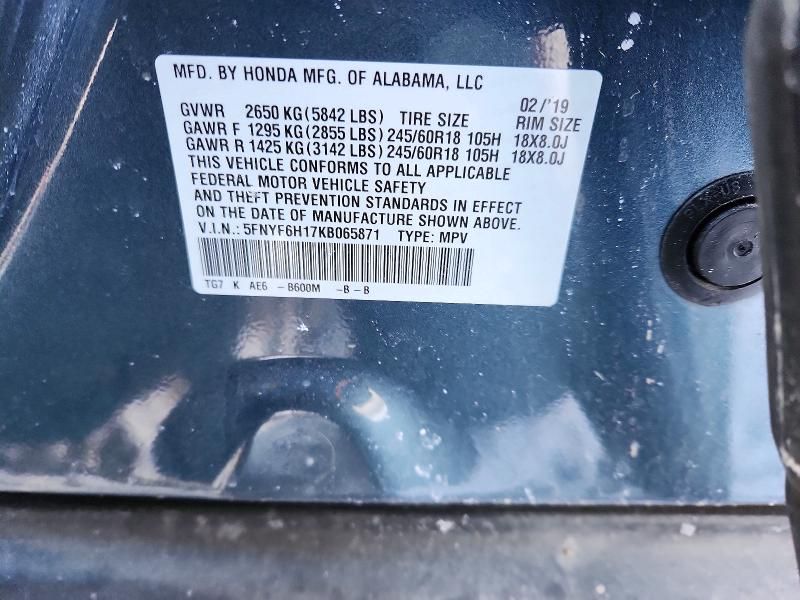 MFD. BY HONDA MFG. OF ALABAMA, LLC
02/'19
GVWR 2650 KG(5842 LBS) TIRE SIZE RIM SIZE
GAWR F 1295 KG(2855 LBS)245/60R18 105H 18X8.0J
GAWR R 1425 KG(3142 LBS)245/60R18 105H 18X8.0J
THIS VEHICLE CONFORMS TO ALL APPLICABLE
FEDERAL MOTOR VEHICLE SAFETY
AND THEFT PREVENTION STANDARDS IN EFFECT
ON THE DATE OF MANUFACTURE SHOWN ABOVE.
V.I.N.: 5FNYF6H17KB065871 TYPE: MPV
TG7 K AE6 -B600M -B-B